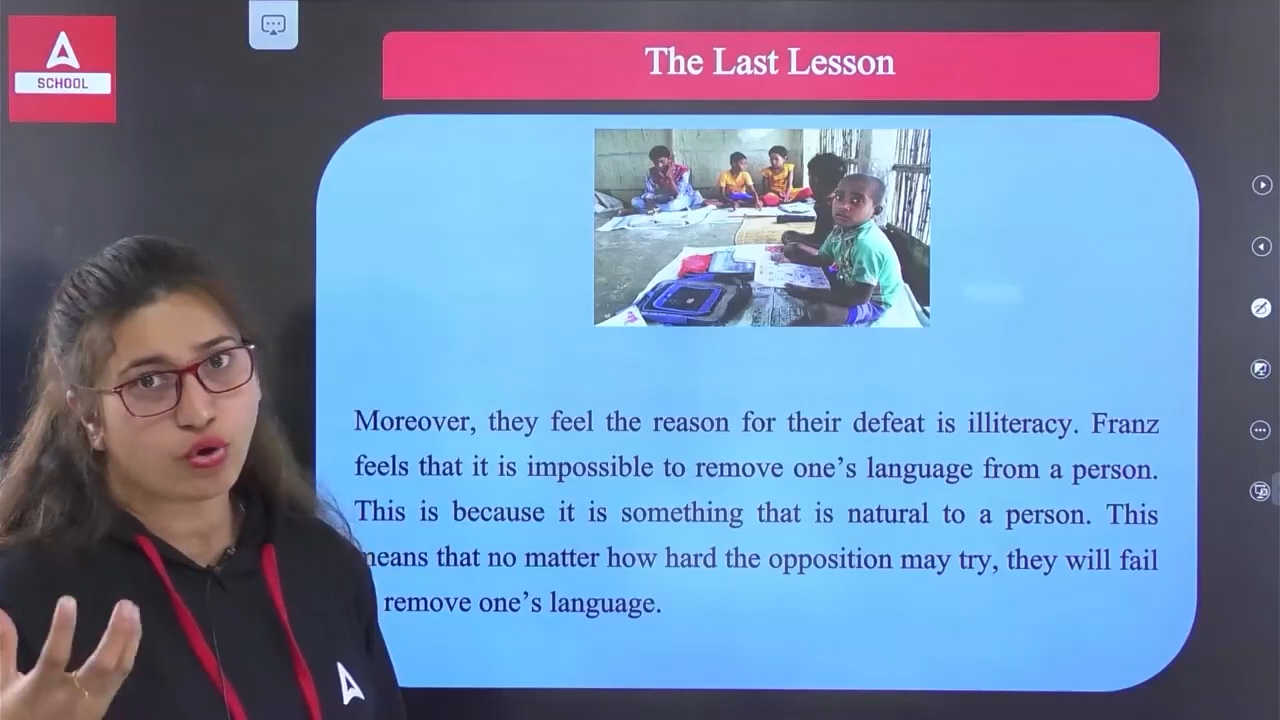 SCHOOL
The Last Lesson
Moreover, they feel the reason for their defeat is illiteracy. Franz
feels that it is impossible to remove one's language from a person.
This is because it is something that is natural to a person. This
that no matter how hard the opposition may try, they will fail
remove one's language.